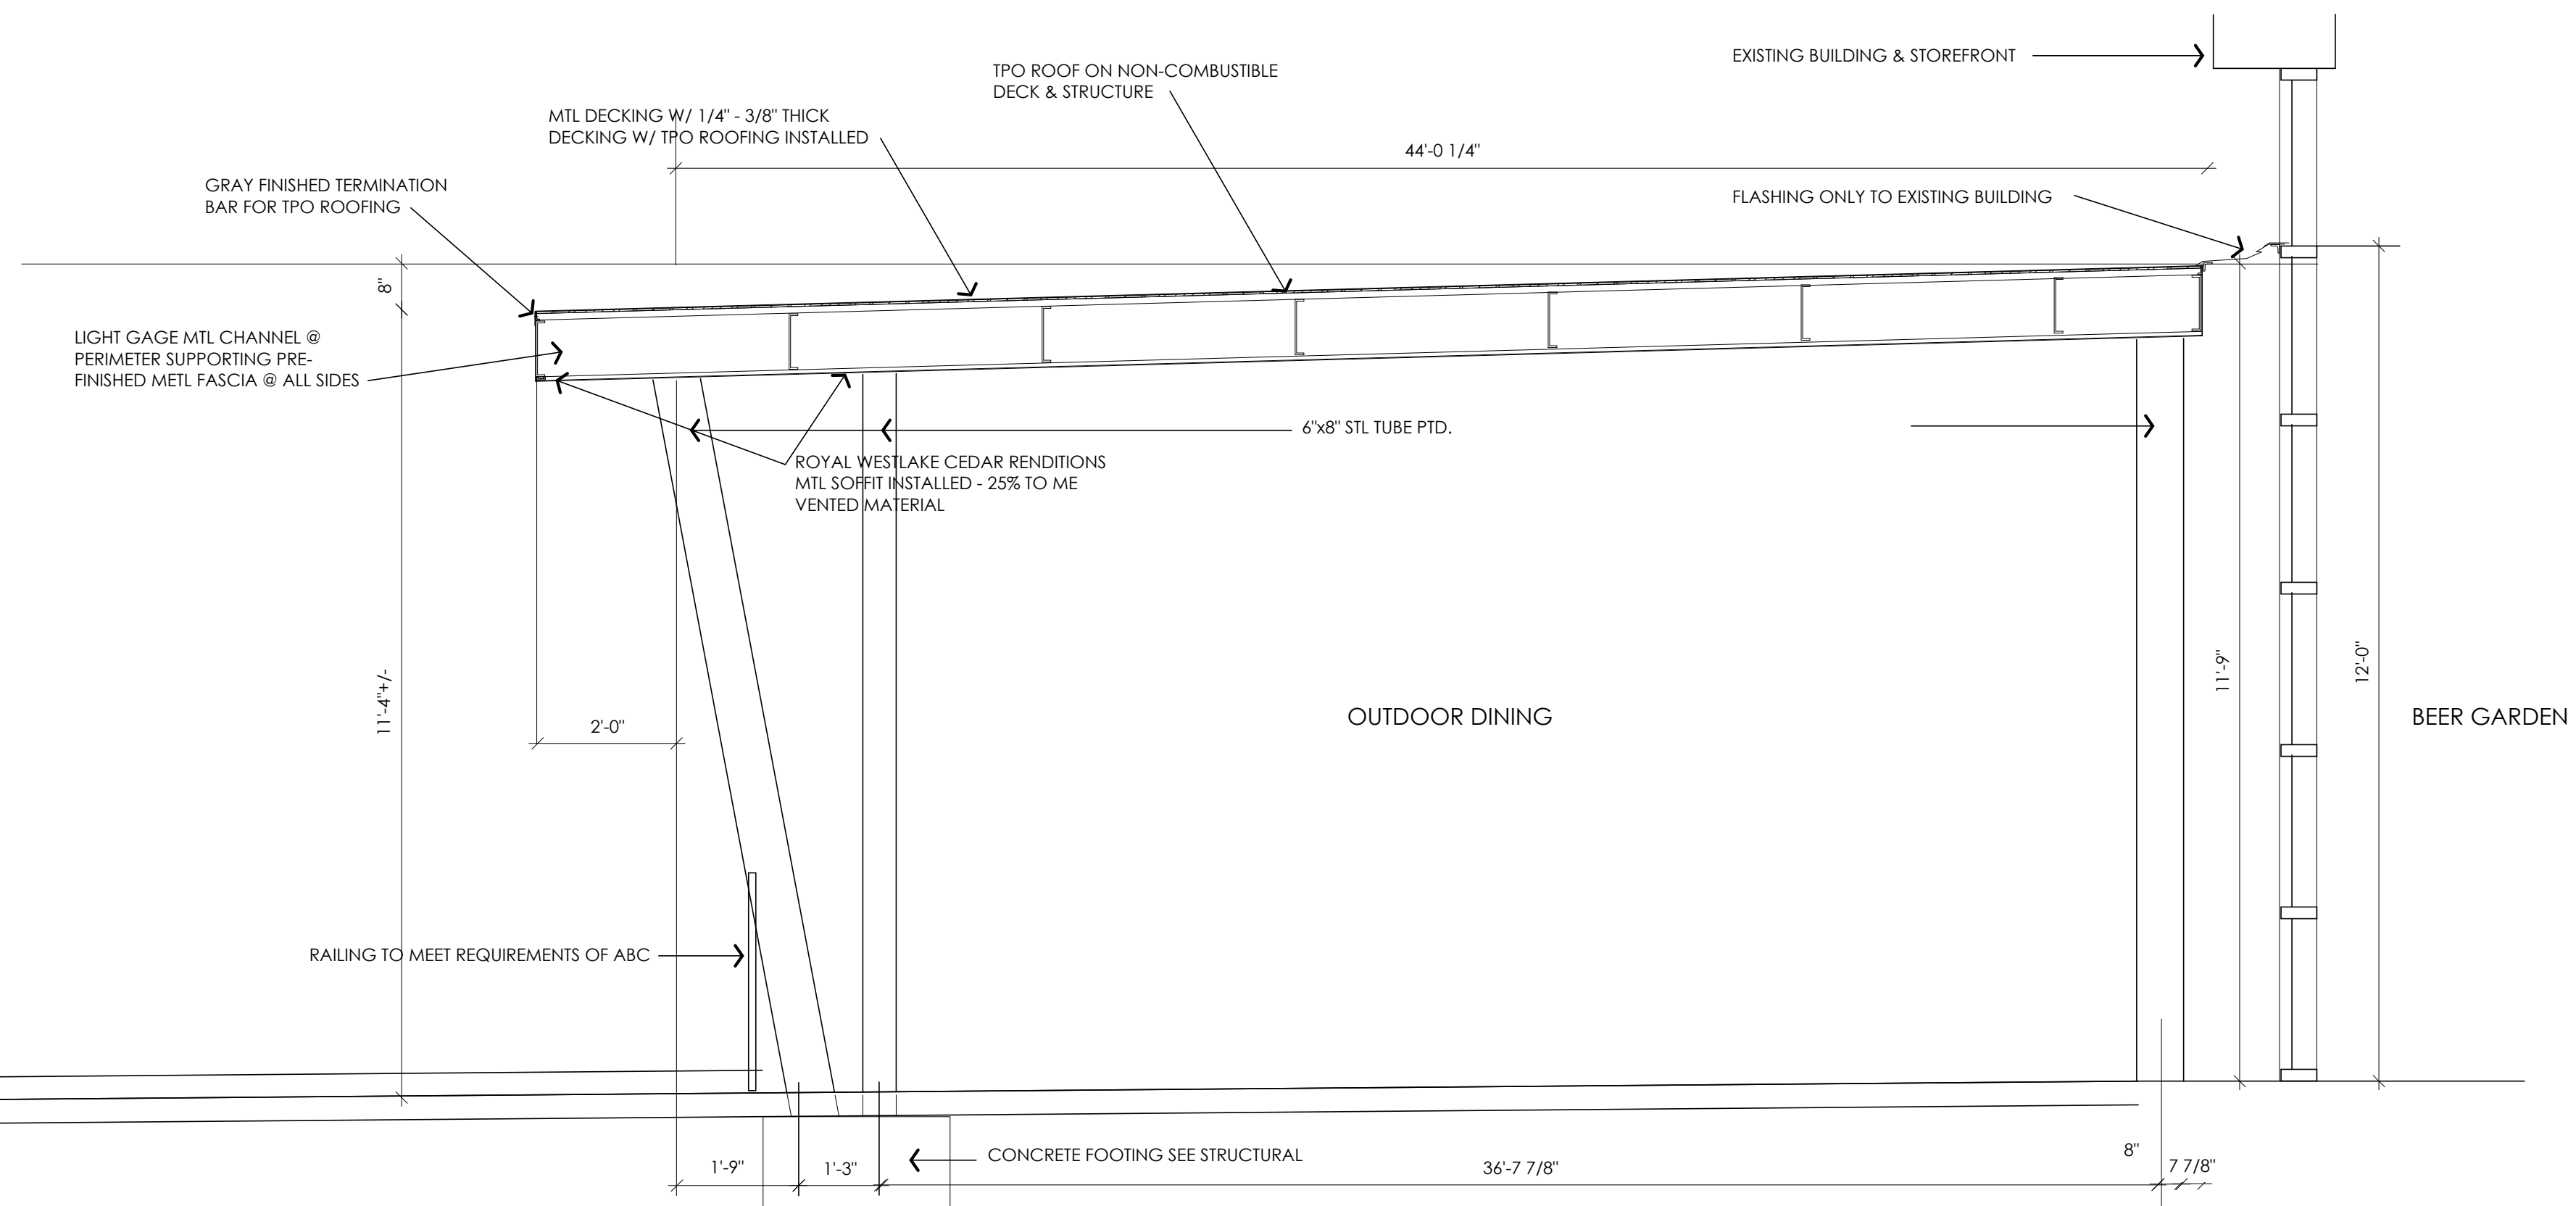 EXISTING BUILDING & STOREFRONT
TPO ROOF ON NON-COMBUSTIBLE
DECK & STRUCTURE
MTL DECKING W/ 1/4" - 3/8" THICK
DECKING W/ TPO ROOFING INSTALLED
44'-0 1/4"
GRAY FINISHED TERMINATION
BAR FOR TPO ROOFING
FLASHING ONLY TO EXISTING BUILDING
8"
LIGHT GAGE MTL CHANNEL @
PERIMETER SUPPORTING PRE-
FINISHED METL FASCIA @ ALL SIDES
6"x8" STL TUBE PTD.
ROYAL WESTLAKE CEDAR RENDITIONS
MTL SOFFIT INSTALLED - 25% TO ME
VENTED MATERIAL
11'-4"+/-
2'-0"
OUTDOOR DINING
11'-9"
12'-0"
BEER GARDEN
RAILING TO MEET REQUIREMENTS OF ABC
CONCRETE FOOTING SEE STRUCTURAL
1'-9"
1'-3"
36'-7 7/8"
8"
7 7/8"